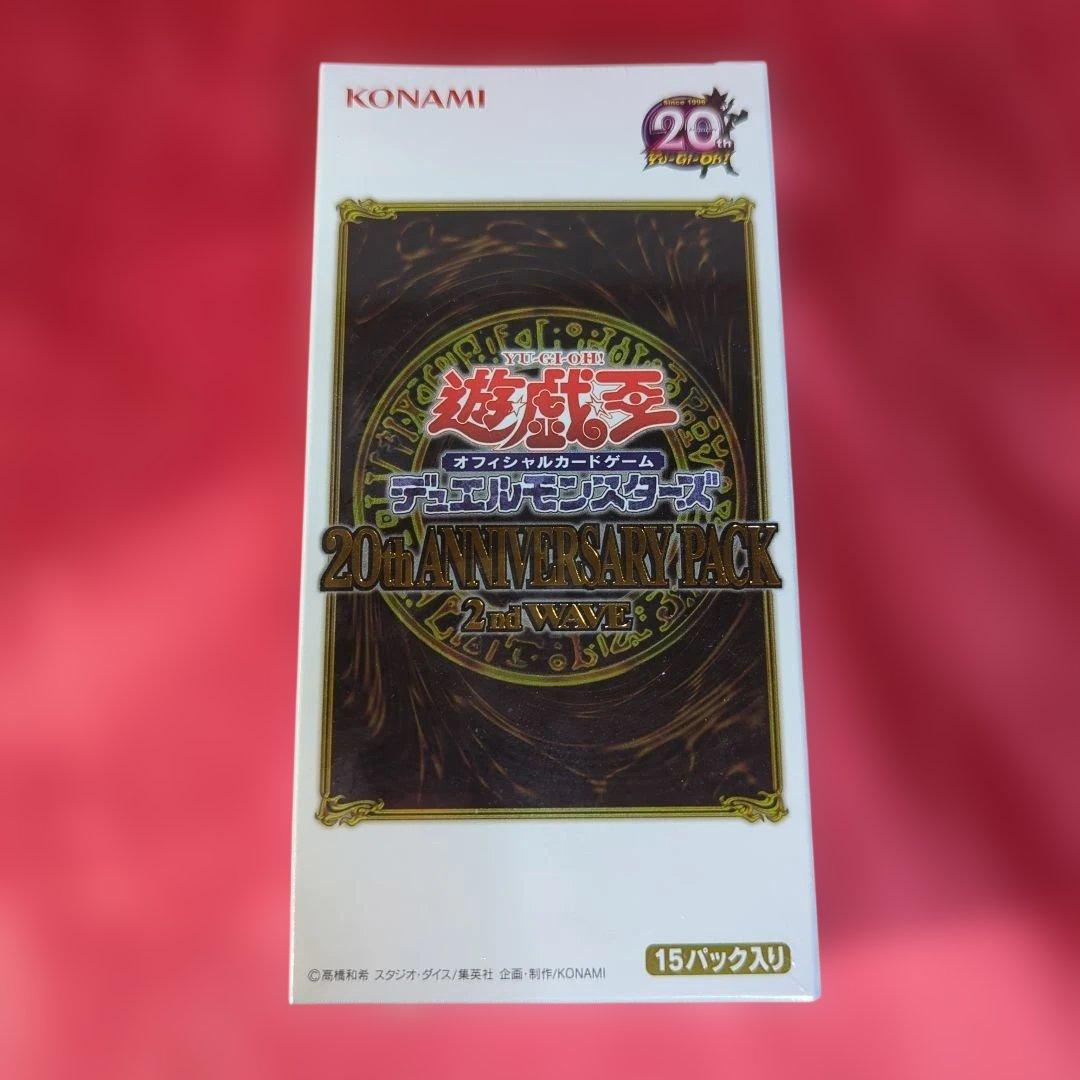 KONAMI
Since 1996
20th
Yu-Gi-Oh!
YU-GI-OH!
遊☆戯☆王
オフィシャルカードゲーム
デュエルモンスターズ
20th ANNIVERSARY PACK
2nd WAVE
©高橋和希 スタジオ・ダイス/集英社 企画・制作/KONAMI
15パック入り